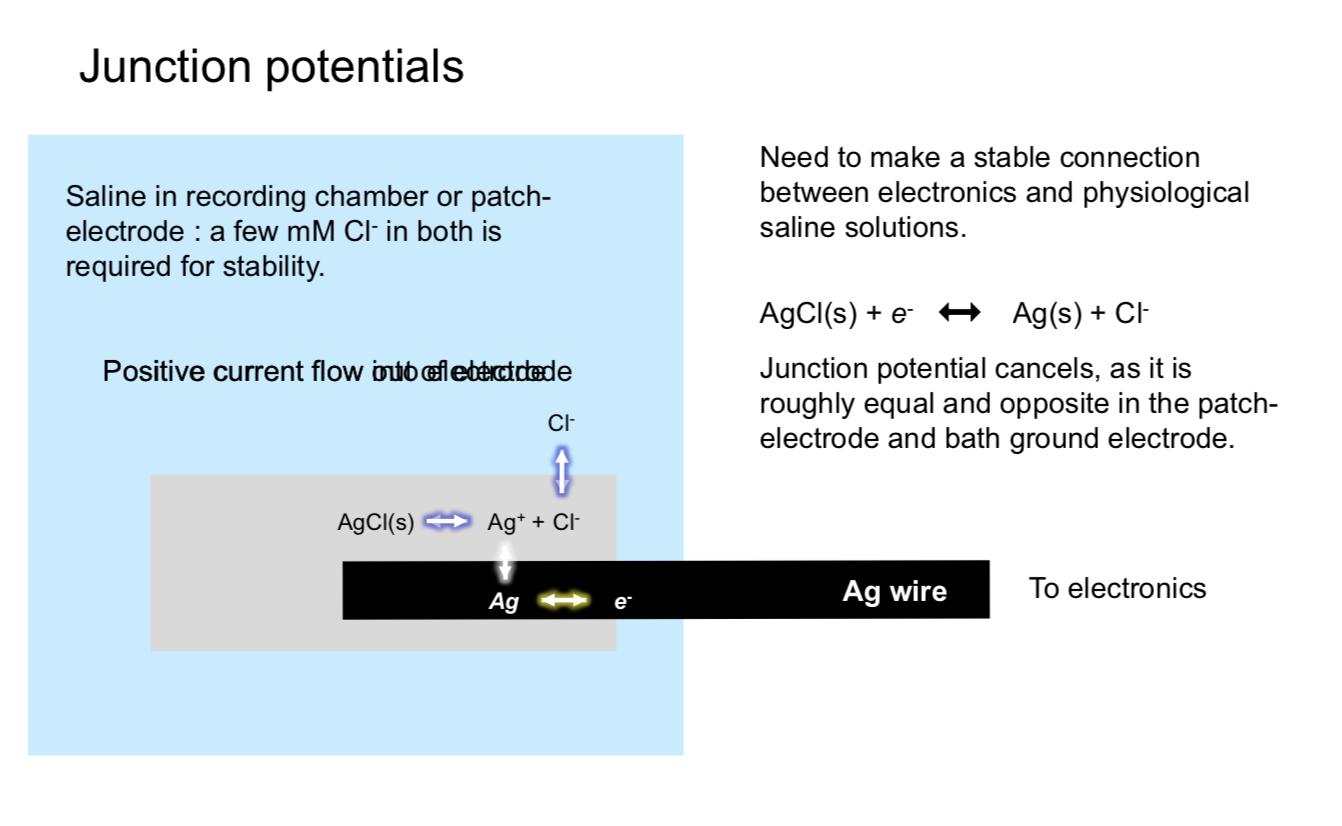 Junction potentials
Saline in recording chamber or patch-
electrode : a few mM Cl⁻ in both is
required for stability.
Need to make a stable connection
between electronics and physiological
saline solutions.
AgCl(s) + e⁻ ↔ Ag(s) + Cl⁻
Junction potential cancels, as it is
roughly equal and opposite in the patch-
electrode and bath ground electrode.
Positive current flow
Cl⁻
AgCl(s) ↔ Ag⁺ + Cl⁻
Ag ↔ e⁻
Ag wire
To electronics